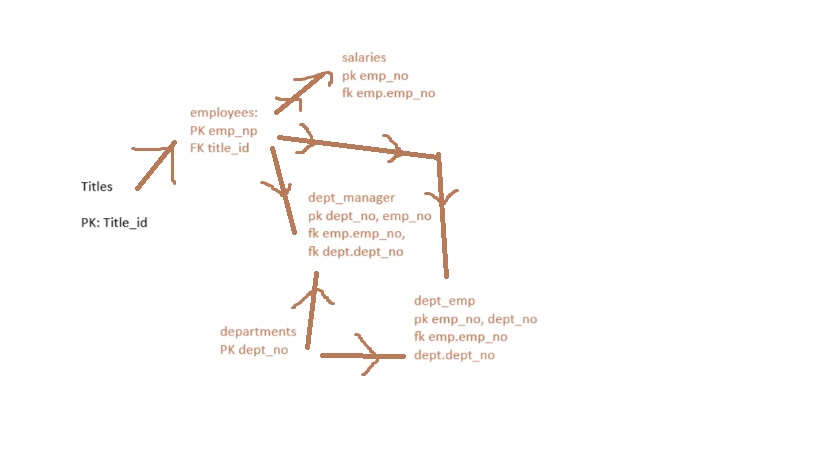 salaries
pk emp_no
fk emp.emp_no
employees:
PK emp_np
FK title_id
Titles
PK: Title_id
dept_manager
pk dept_no, emp_no
fk emp.emp_no,
fk dept.dept_no
dept_emp
pk emp_no, dept_no
fk emp.emp_no
dept.dept_no
departments
PK dept_no